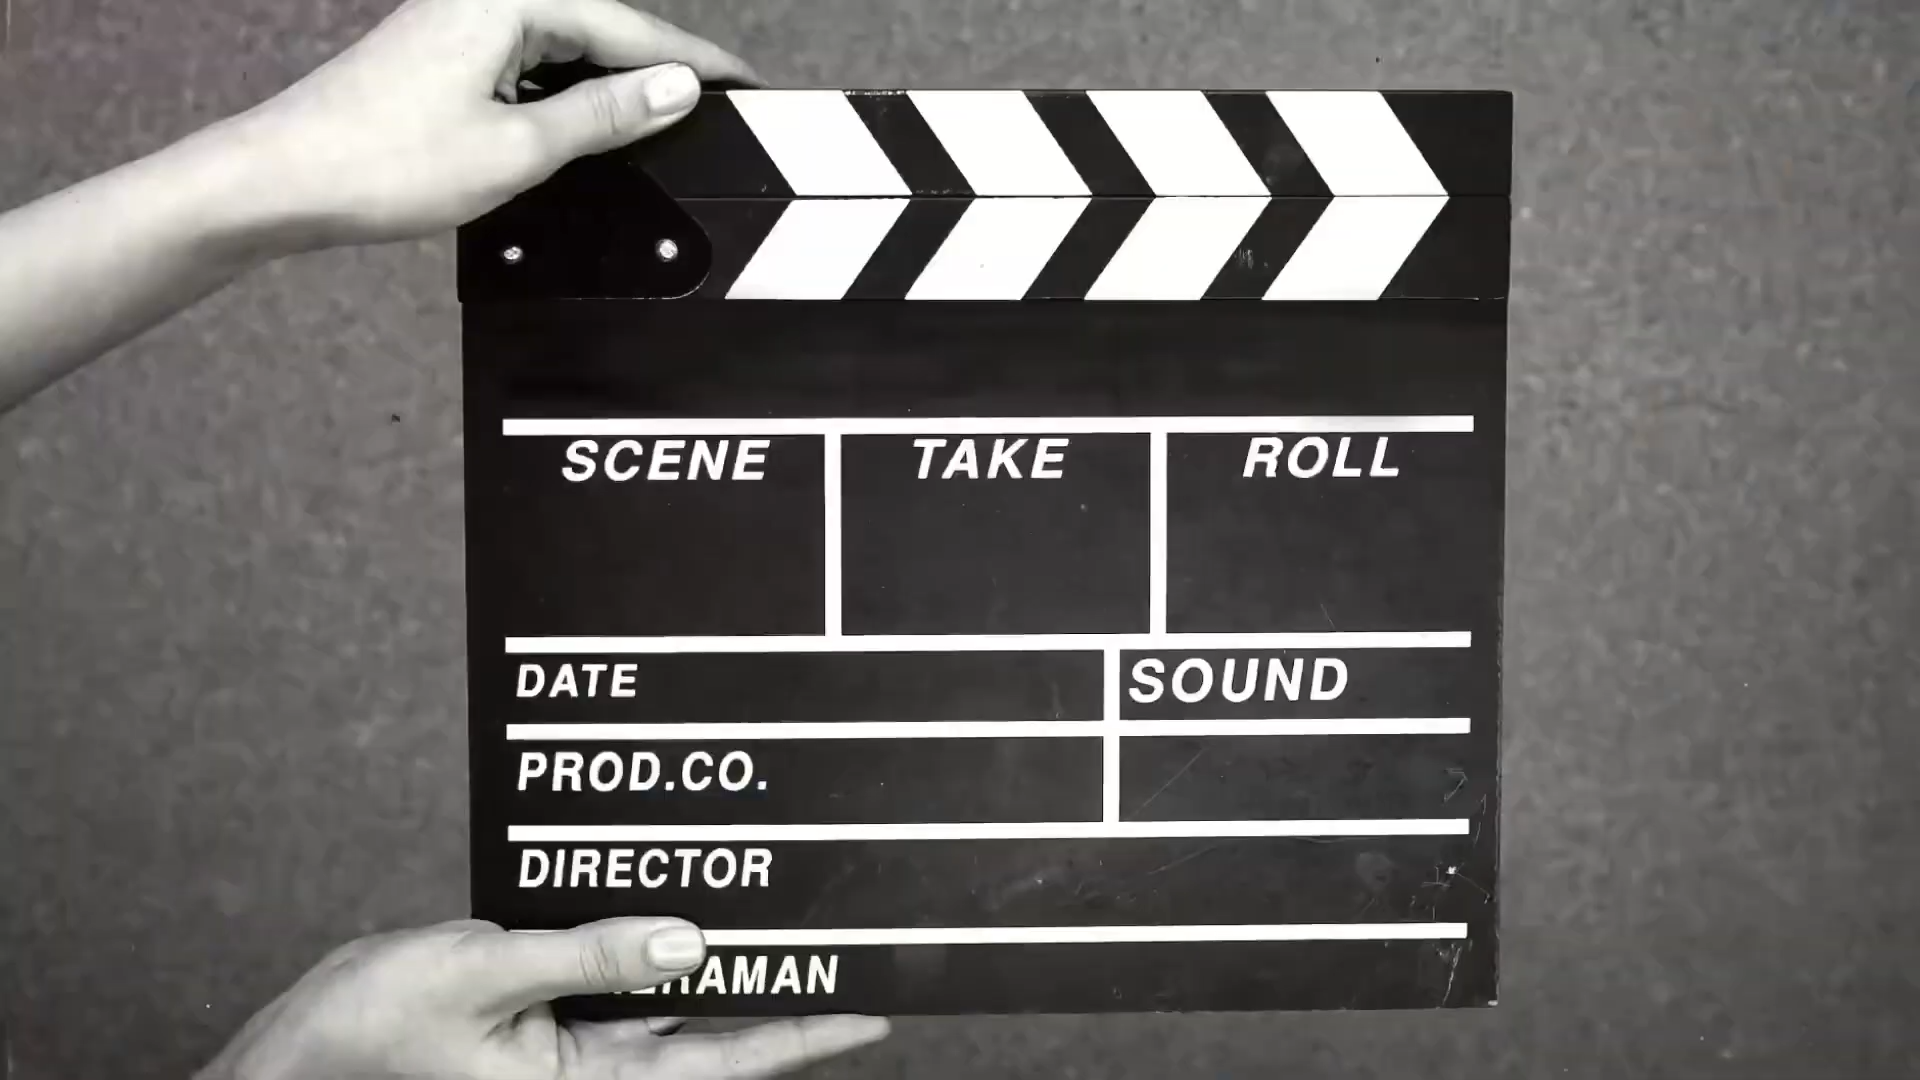 SCENE TAKE ROLL
DATE SOUND
PROD.CO.
DIRECTOR